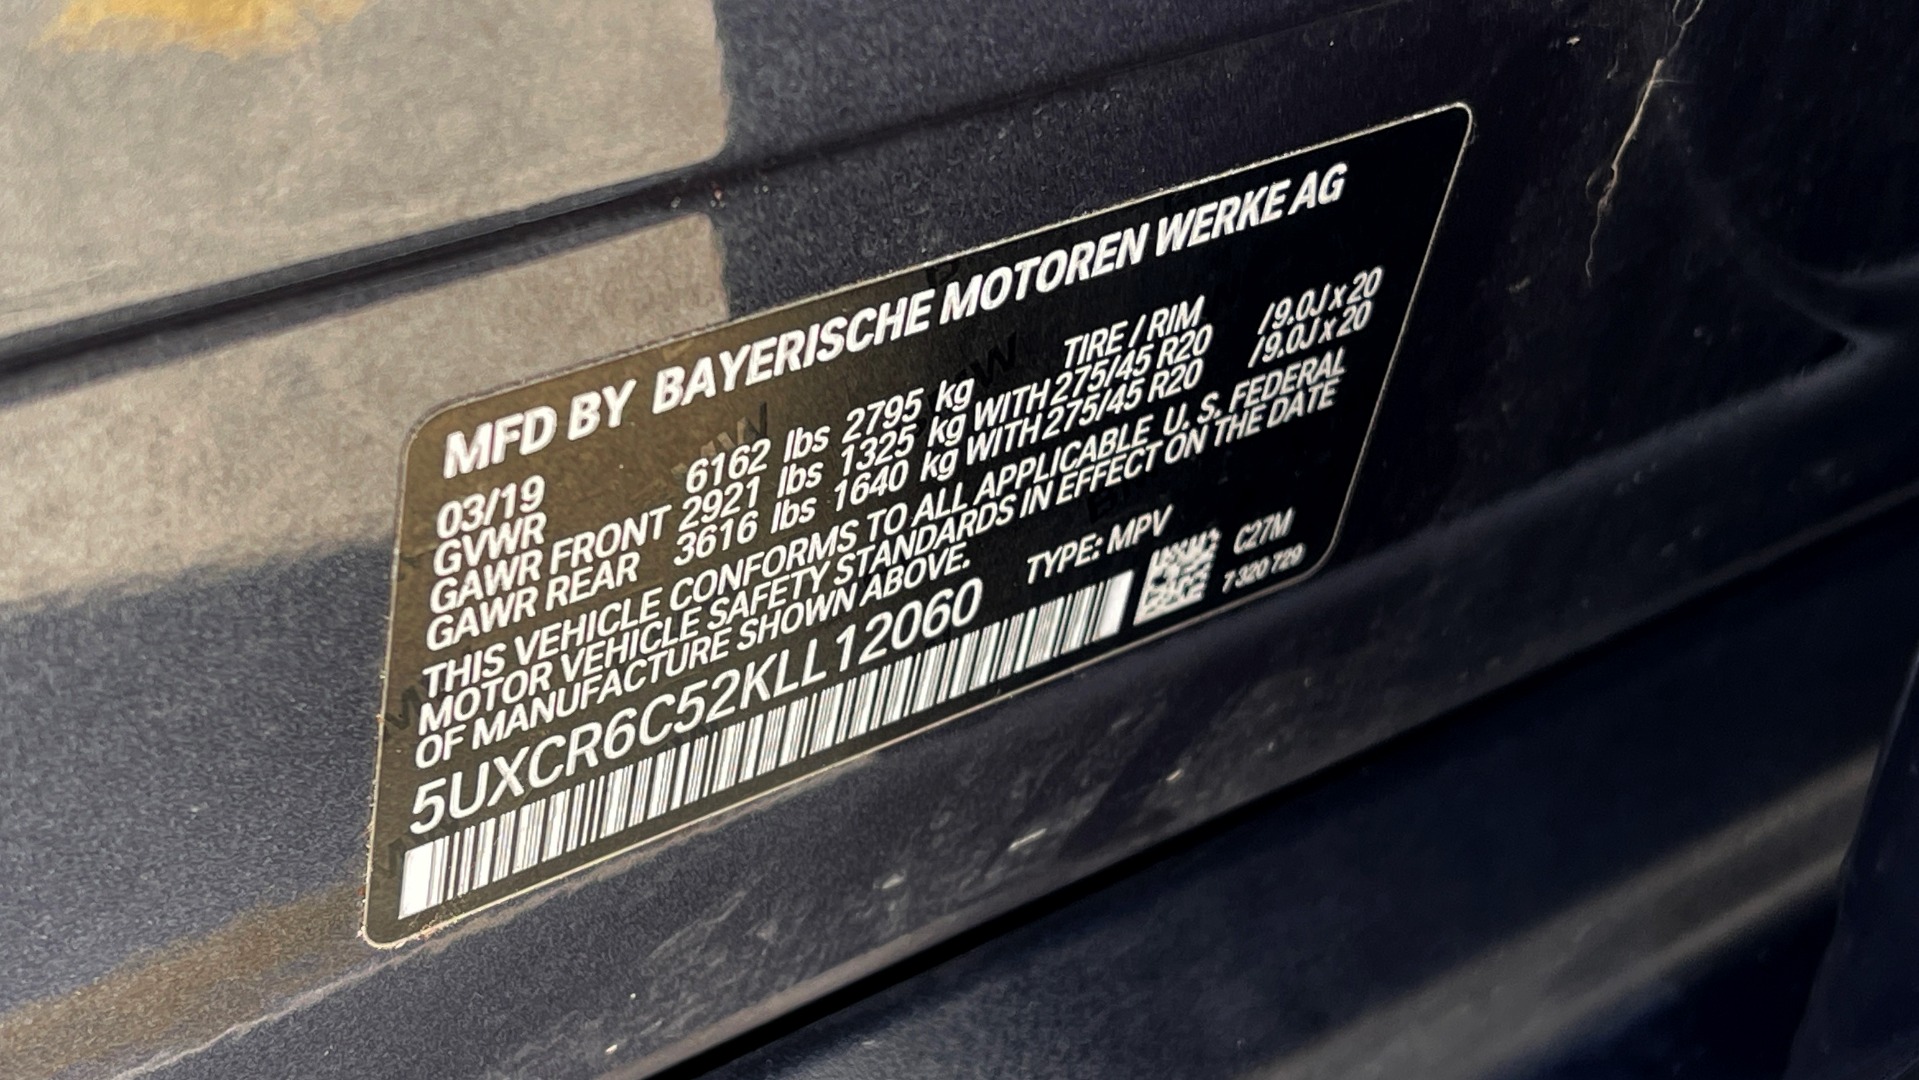 MFD BY BAYERISCHE MOTOREN WERKE AG
03/19 TIRE / RIM
GVWR 6162 lbs 2795 kg
GAWR FRONT 2921 lbs 1325 kg WITH 275/45 R20 / 9.0J x 20
GAWR REAR 3616 lbs 1640 kg WITH 275/45 R20 / 9.0J x 20
THIS VEHICLE CONFORMS TO ALL APPLICABLE U. S. FEDERAL
MOTOR VEHICLE SAFETY STANDARDS IN EFFECT ON THE DATE
OF MANUFACTURE SHOWN ABOVE.
5UXCR6C52KLL12060 TYPE: MPV
C27M
7 320 729